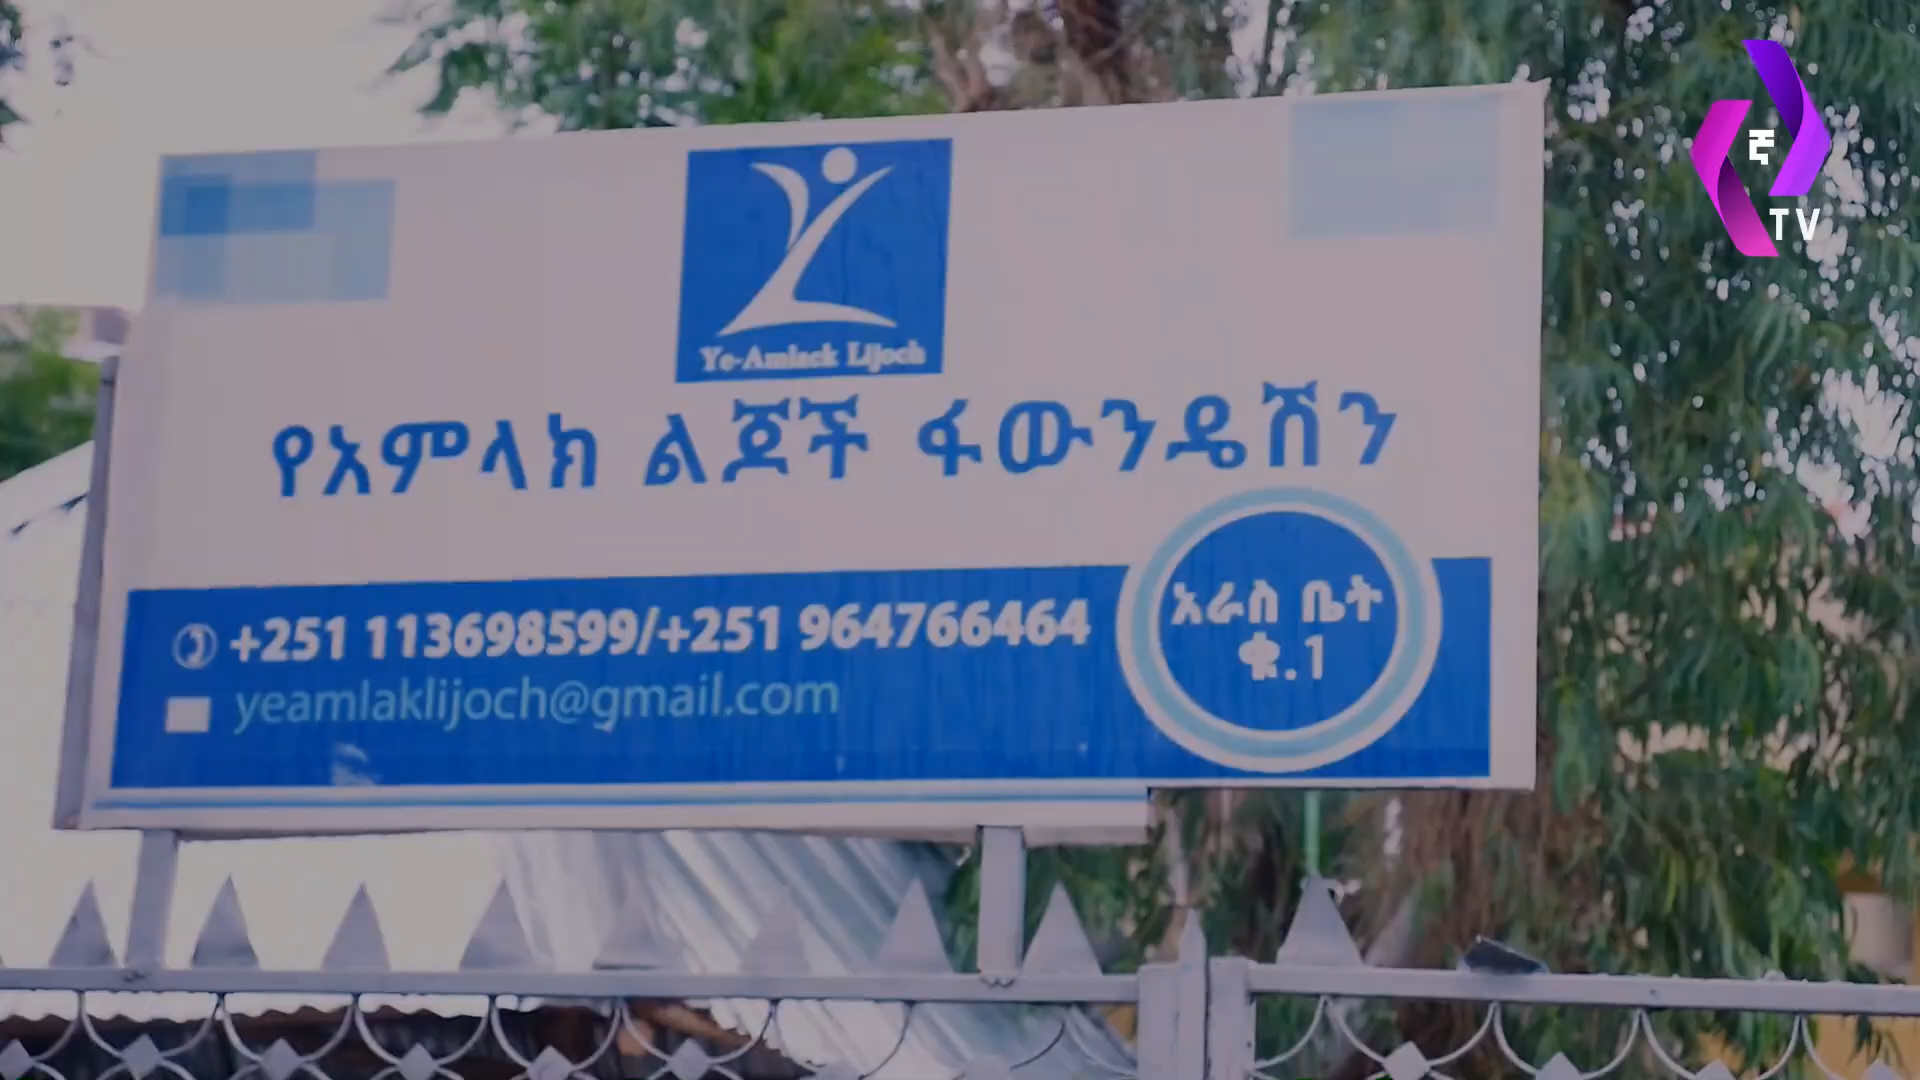 Ye-Amlack Lijoch
የአምላክ ልጆች ፋውንዴሽን
+251 113698599/+251 964766464
yeamlaklijoch@gmail.com
አራስ ቤት
ቁ.1
TV